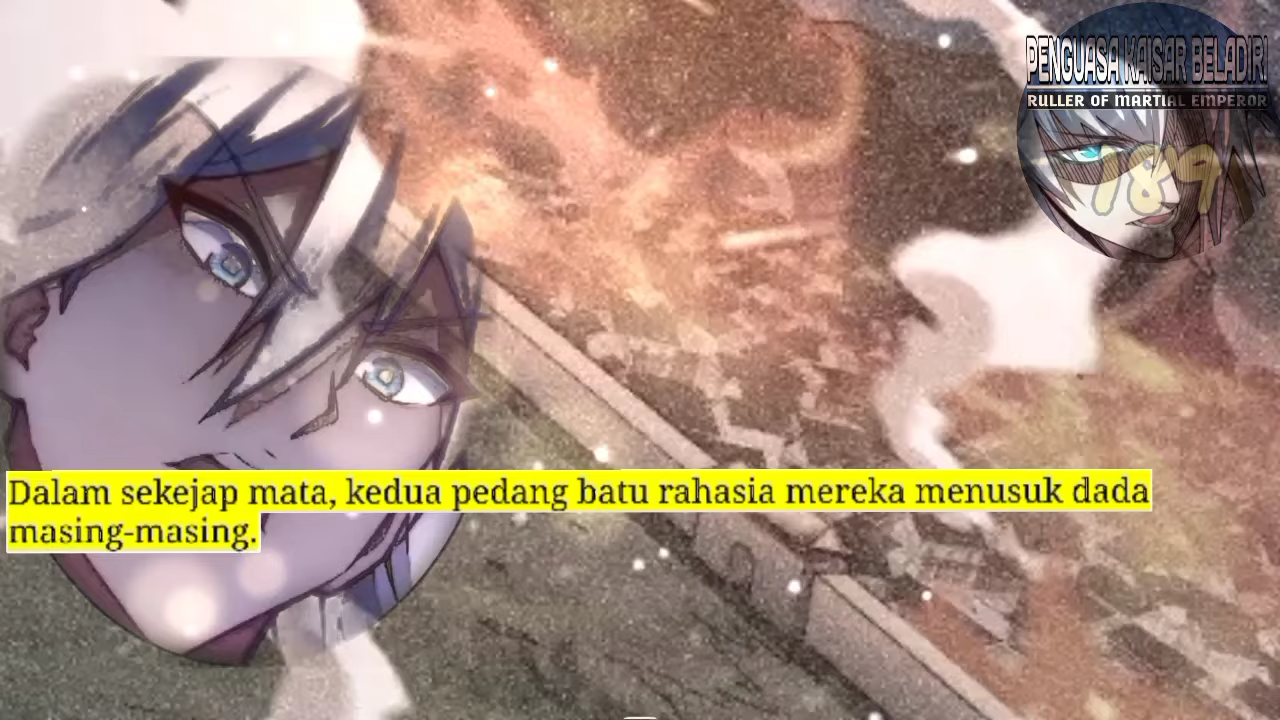 PENGUASA KAISAR BELADIRI
RULLER OF MARTIAL EMPEROR
189
Dalam sekejap mata, kedua pedang batu rahasia mereka menusuk dada
masing-masing.